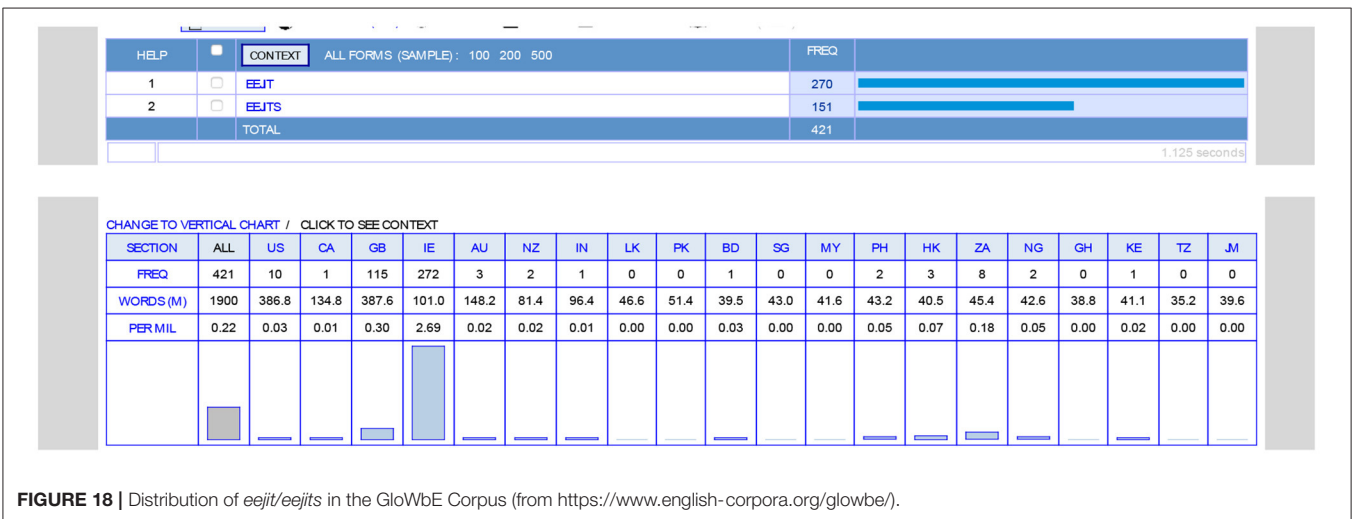 HELP CONTEXT ALL FORMS (SAMPLE): 100 200 500 FREQ
1 EEJIT 270
2 EEJITS 151
TOTAL 421
1.125 seconds
CHANGE TO VERTICAL CHART / CLICK TO SEE CONTEXT
SECTION ALL US CA GB IE AU NZ IN LK PK BD SG MY PH HK ZA NG GH KE TZ JM
FREQ 421 10 1 115 272 3 2 1 0 0 1 0 0 2 3 8 2 0 1 0 0
WORDS (M) 1900 386.8 134.8 387.6 101.0 148.2 81.4 96.4 46.6 51.4 39.5 43.0 41.6 43.2 40.5 45.4 42.6 38.8 41.1 35.2 39.6
PER MIL 0.22 0.03 0.01 0.30 2.69 0.02 0.02 0.01 0.00 0.00 0.03 0.00 0.00 0.05 0.07 0.18 0.05 0.00 0.02 0.00 0.00
FIGURE 18 | Distribution of eejit/eejits in the GloWbE Corpus (from https://www.english-corpora.org/glowbe/).